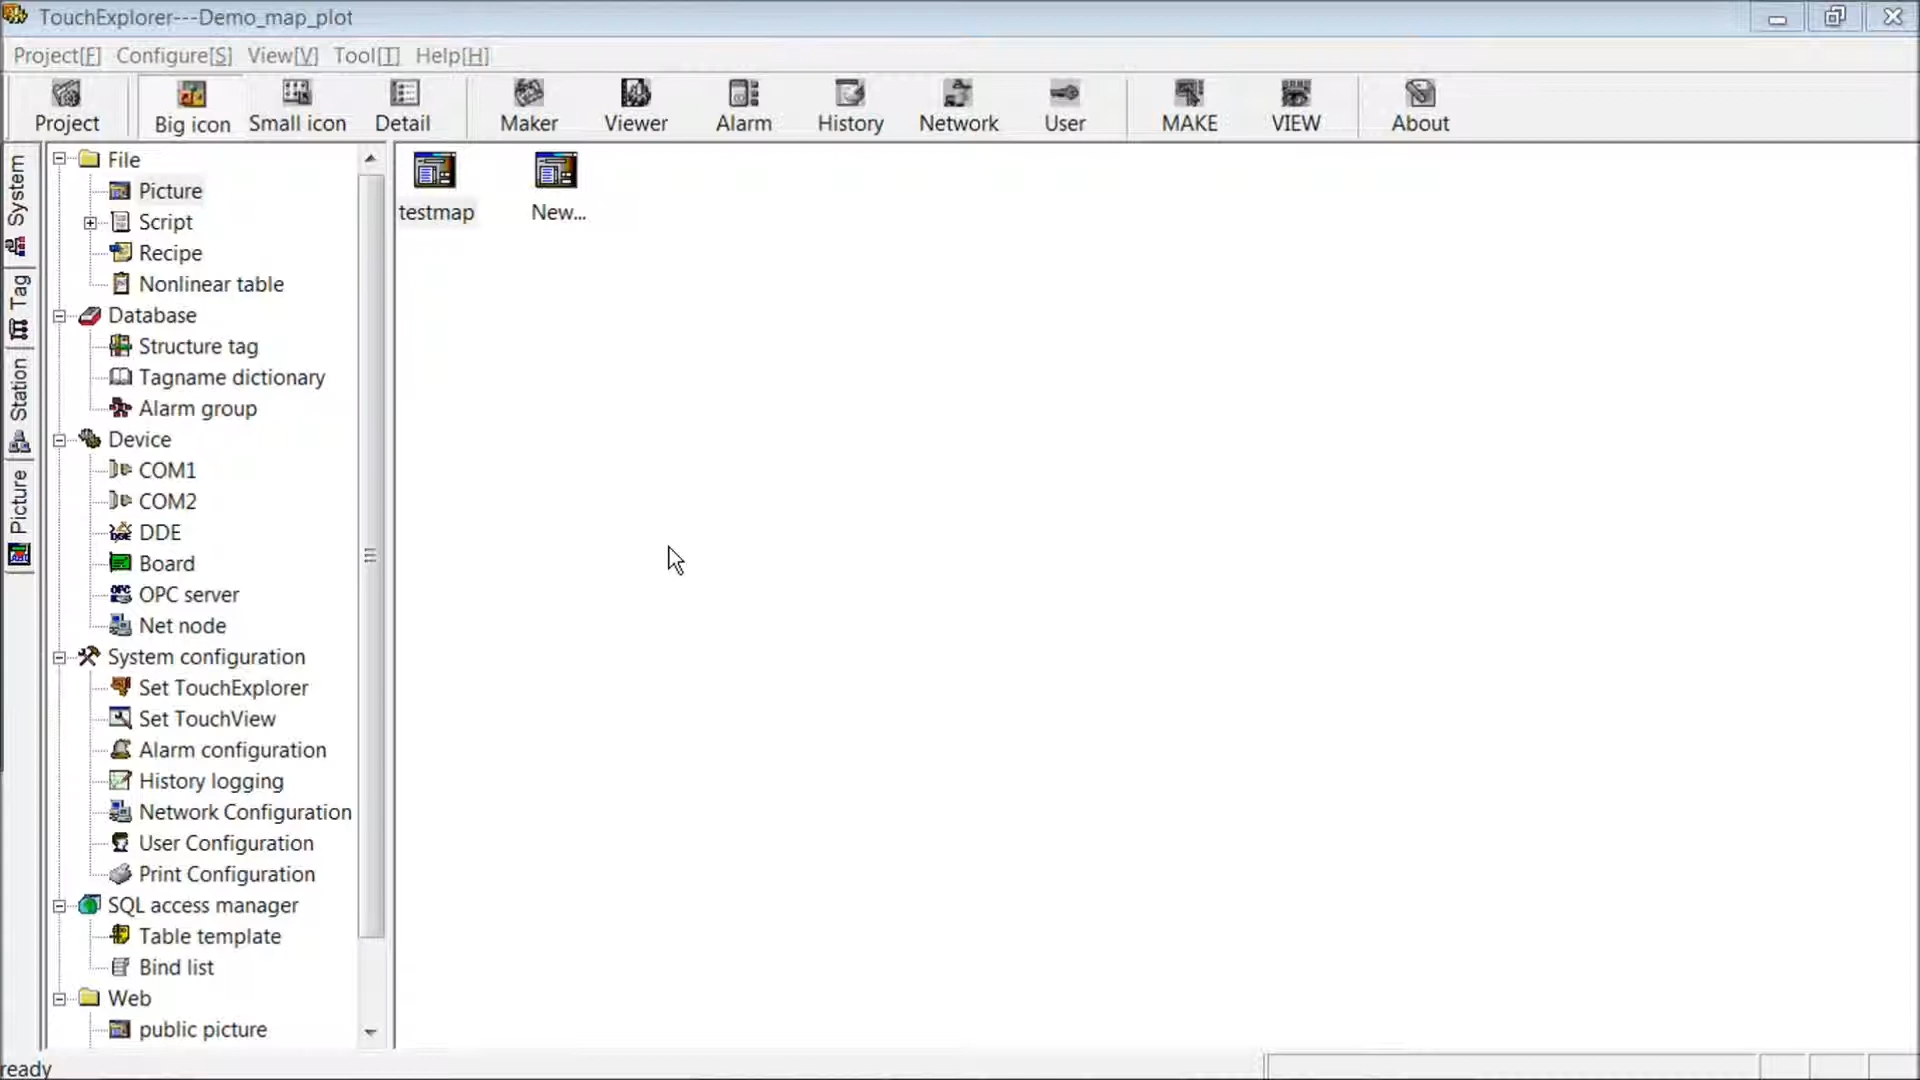 TouchExplorer---Demo_map_plot
Project[F] Configure[S] View[V] Tool[T] Help[H]
Project Big icon Small icon Detail Maker Viewer Alarm History Network User MAKE VIEW About
System
Tag
Station
Picture
File
Picture
Script
Recipe
Nonlinear table
Database
Structure tag
Tagname dictionary
Alarm group
Device
COM1
COM2
DDE
Board
OPC server
Net node
System configuration
Set TouchExplorer
Set TouchView
Alarm configuration
History logging
Network Configuration
User Configuration
Print Configuration
SQL access manager
Table template
Bind list
Web
public picture
testmap New...
ready